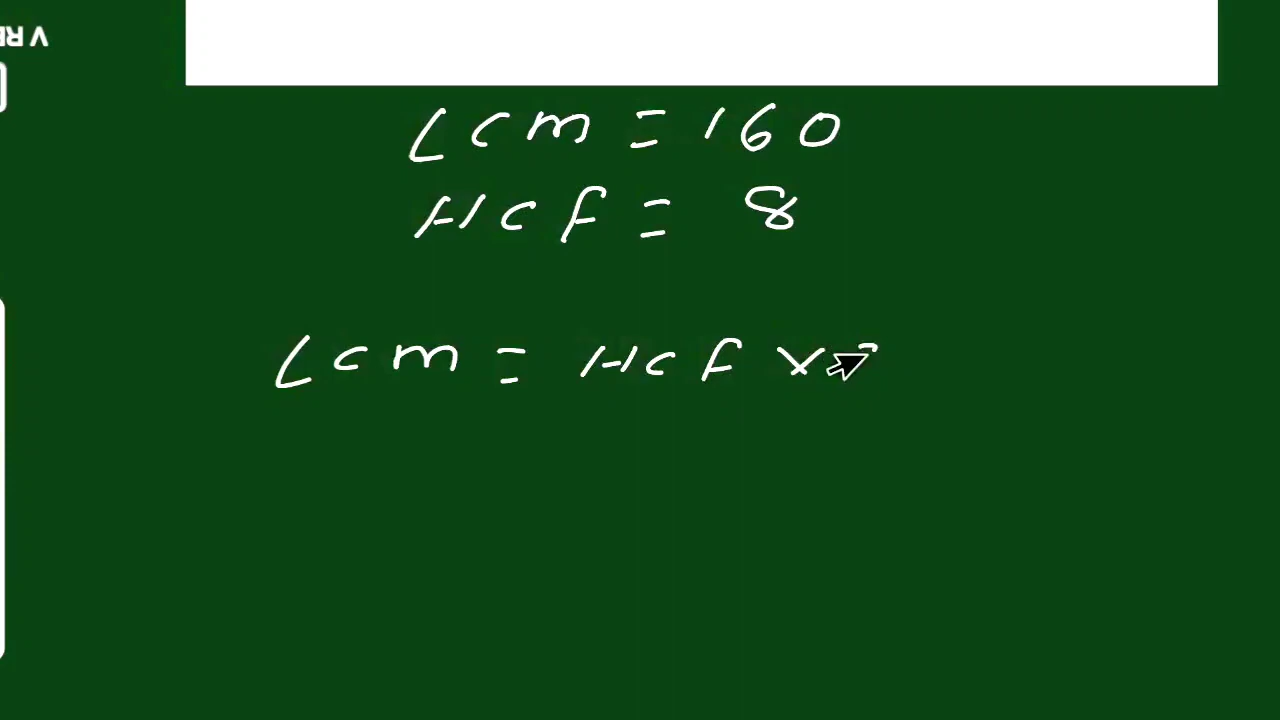 Lcm = 160
Hcf = 8
Lcm = Hcf x